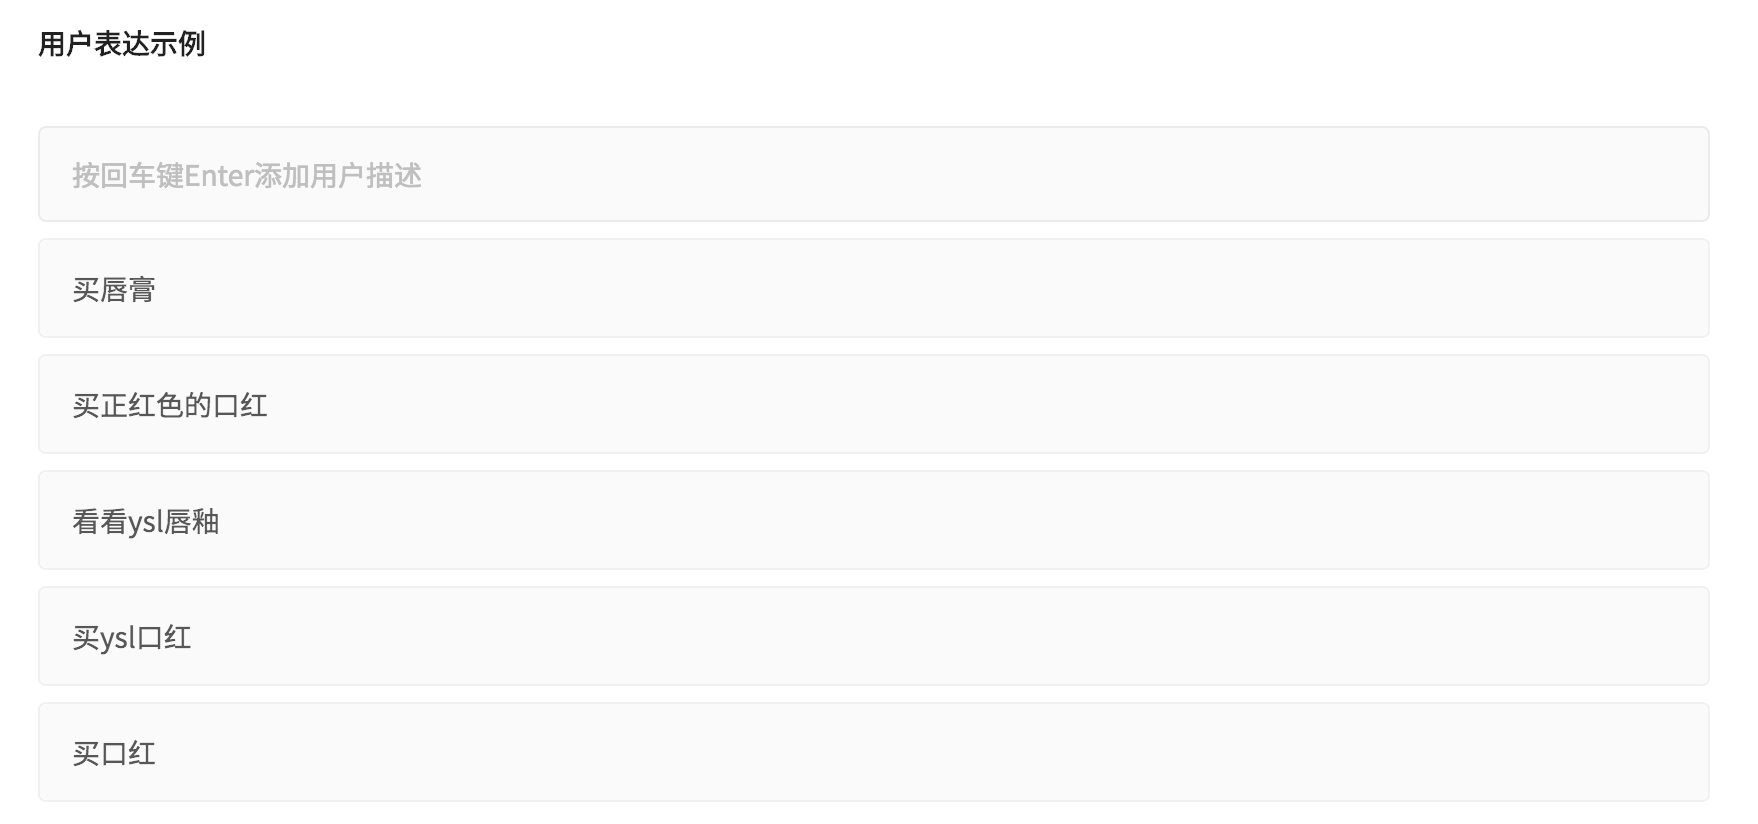 用户表达示例
按回车键Enter添加用户描述
买唇膏
买正红色的口红
看看ysl唇釉
买ysl口红
买口红